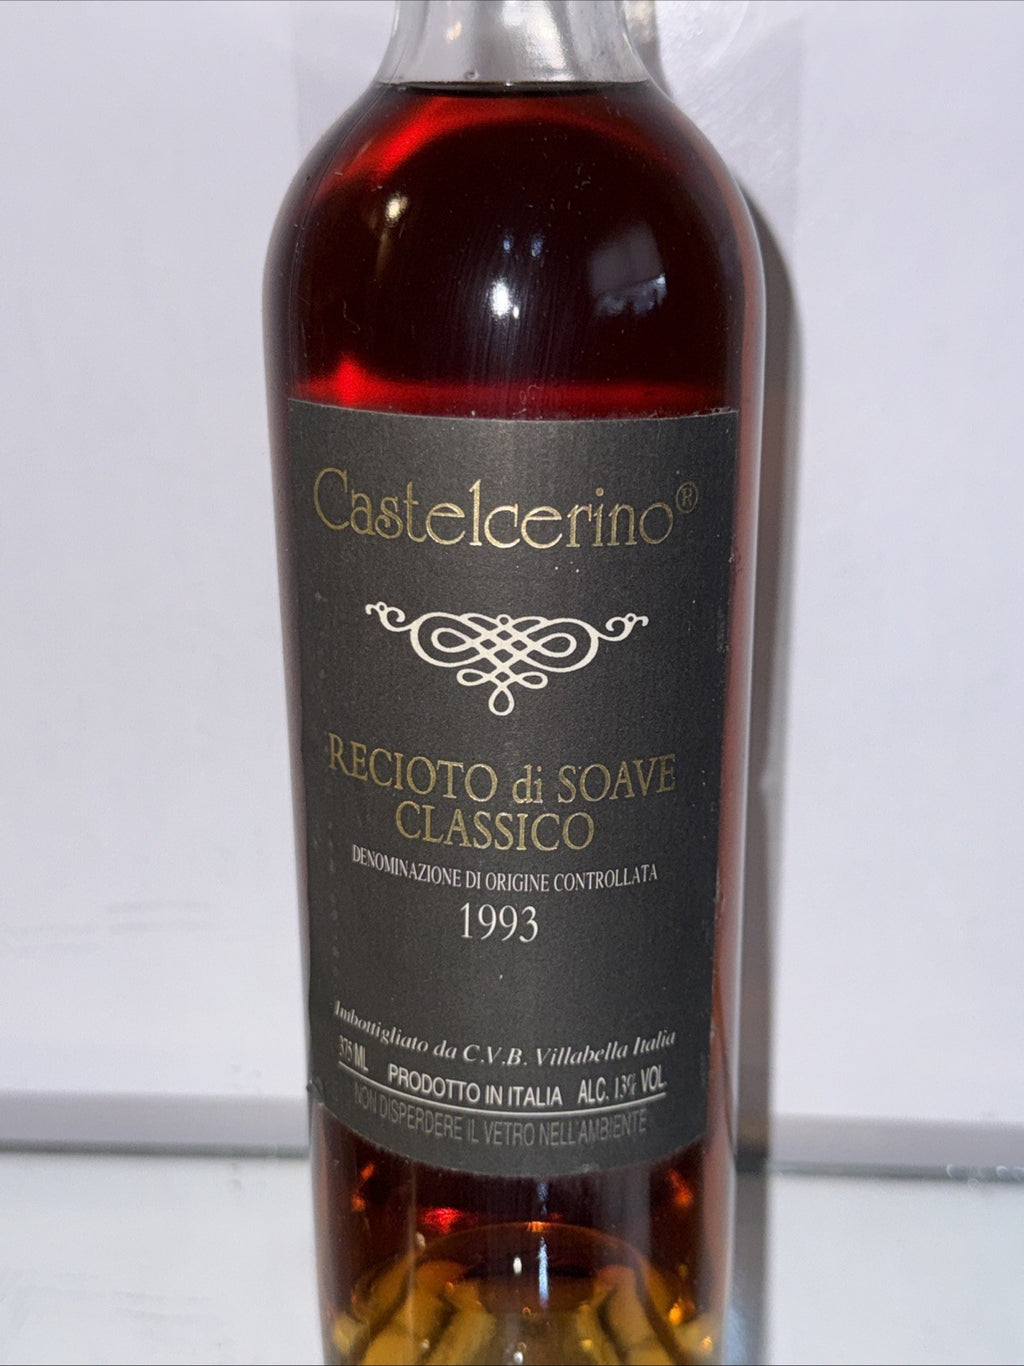 Castelcerino®
RECIOTO di SOAVE
CLASSICO
DENOMINAZIONE DI ORIGINE CONTROLLATA
1993
Imbottigliato da C.V.B. Villabella Italia
375 ML PRODOTTO IN ITALIA ALC. 13% VOL.
NON DISPERDERE IL VETRO NELL'AMBIENTE